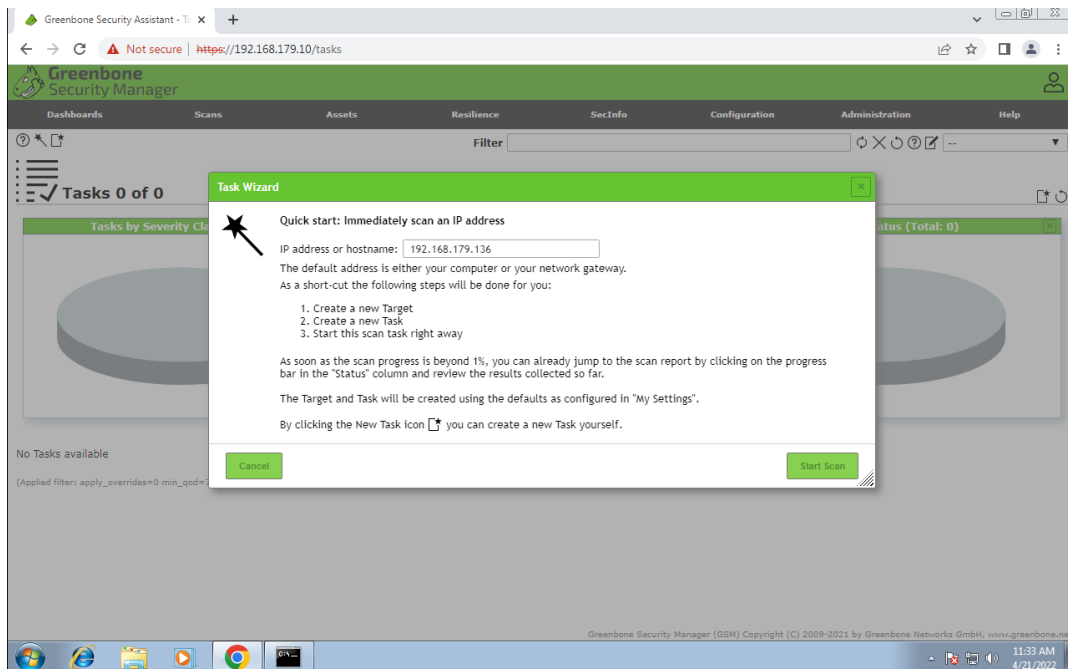 Greenbone Security Assistant - Ta
Not secure
https://192.168.179.10/tasks
Greenbone
Security Manager
Dashboards Scans Assets Resilience SecInfo Configuration Administration Help
Filter
--
Tasks 0 of 0
Tasks by Severity Cla
atus (Total: 0)
Task Wizard
Quick start: Immediately scan an IP address
IP address or hostname: 192.168.179.136
The default address is either your computer or your network gateway.
As a short-cut the following steps will be done for you:
1. Create a new Target
2. Create a new Task
3. Start this scan task right away
As soon as the scan progress is beyond 1%, you can already jump to the scan report by clicking on the progress
bar in the "Status" column and review the results collected so far.
The Target and Task will be created using the defaults as configured in "My Settings".
By clicking the New Task icon you can create a new Task yourself.
Cancel
Start Scan
No Tasks available
(Applied filter: apply_overrides=0 min_qod=7
Greenbone Security Manager (GSM) Copyright (C) 2009-2021 by Greenbone Networks GmbH, www.greenbone.ne
11:33 AM
4/21/2022